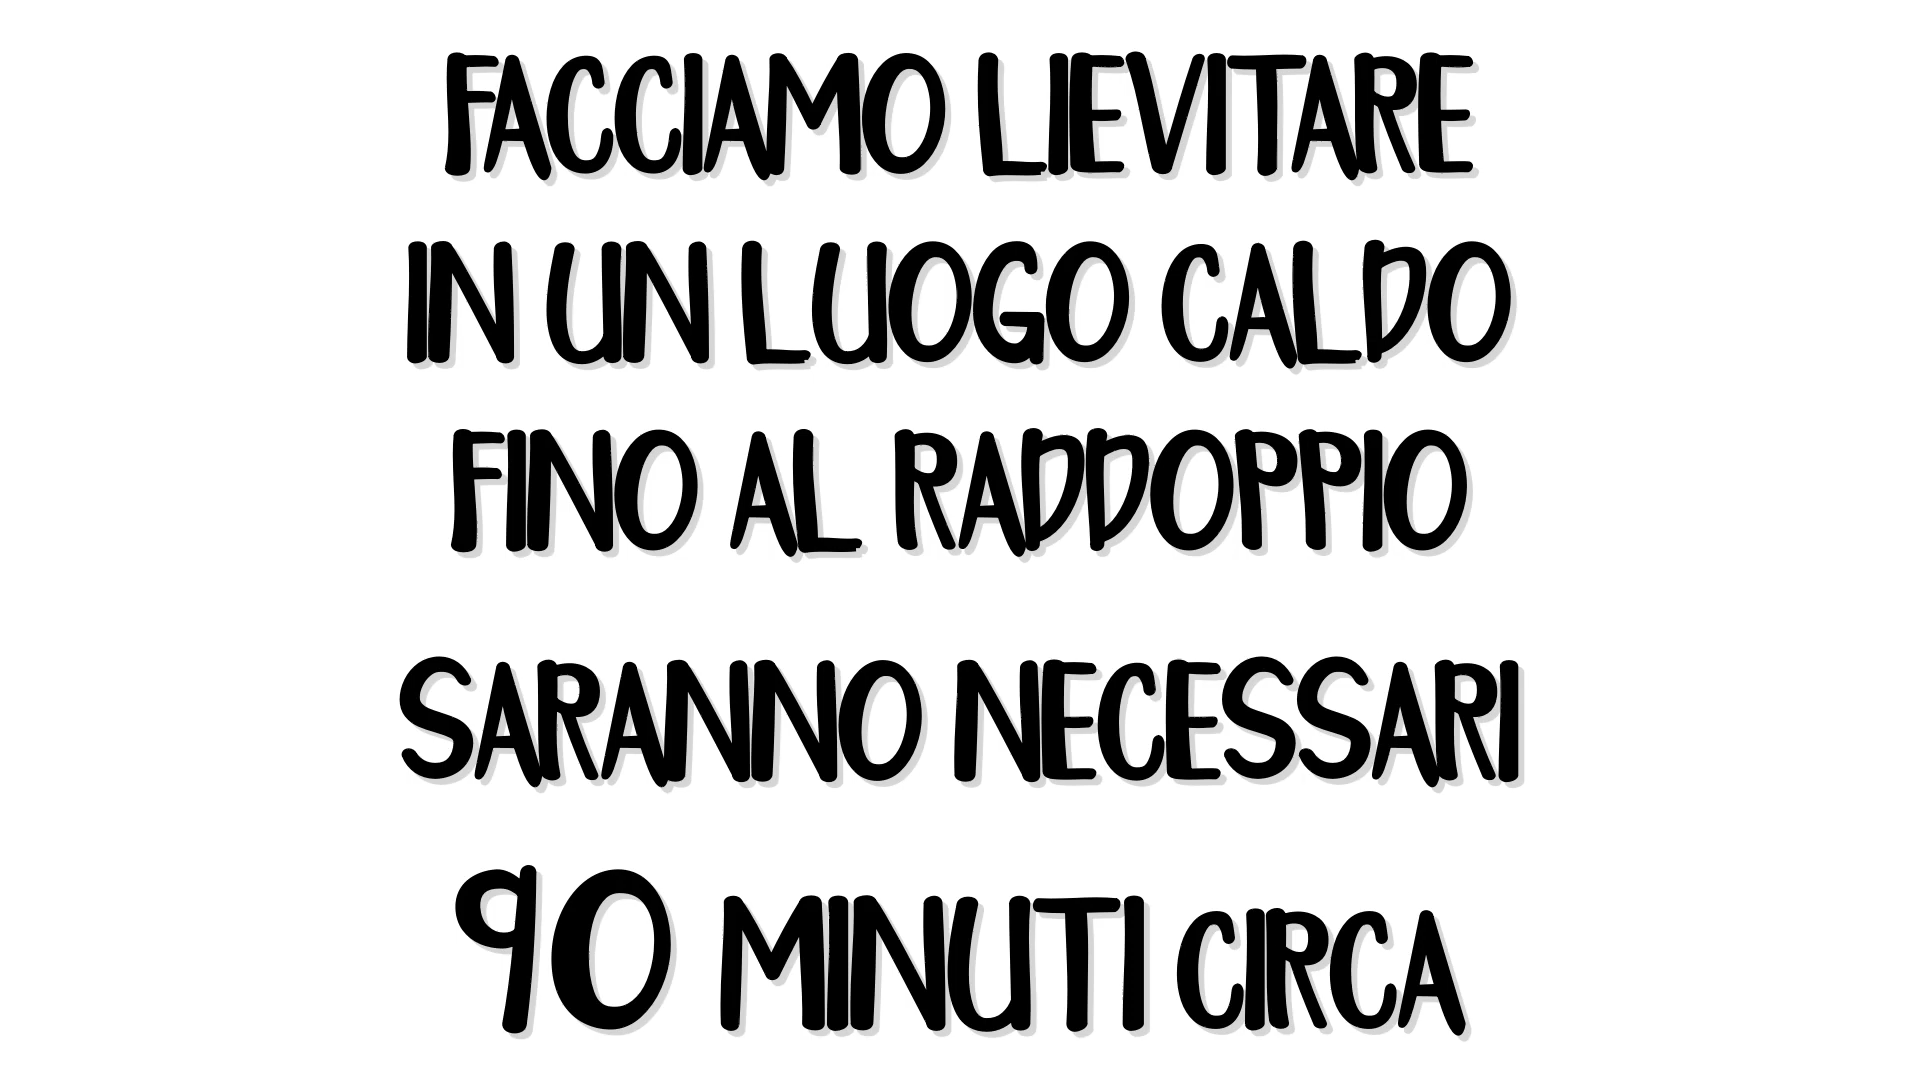 FACCIAMO LIEVITARE
IN UN LUOGO CALDO
FINO AL RADDOPPIO
SARANNO NECESSARI
90 MINUTI CIRCA